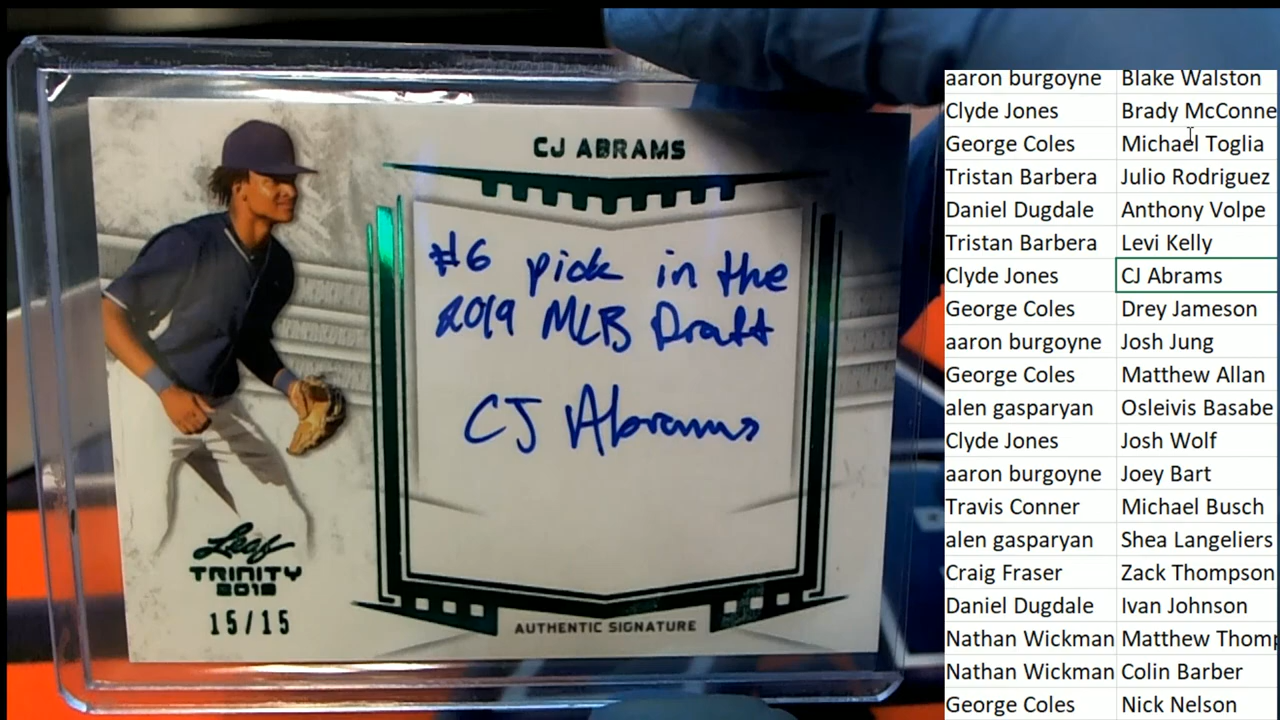 CJ ABRAMS
#6 pick in the
2019 MLB Draft
CJ Abrams
Leaf
TRINITY
2019
15/15
AUTHENTIC SIGNATURE
aaron burgoyne Blake Walston
Clyde Jones Brady McConne
George Coles Michael Toglia
Tristan Barbera Julio Rodriguez
Daniel Dugdale Anthony Volpe
Tristan Barbera Levi Kelly
Clyde Jones CJ Abrams
George Coles Drey Jameson
aaron burgoyne Josh Jung
George Coles Matthew Allan
alen gasparyan Osleivis Basabe
Clyde Jones Josh Wolf
aaron burgoyne Joey Bart
Travis Conner Michael Busch
alen gasparyan Shea Langeliers
Craig Fraser Zack Thompson
Daniel Dugdale Ivan Johnson
Nathan Wickman Matthew Thomp
Nathan Wickman Colin Barber
George Coles Nick Nelson